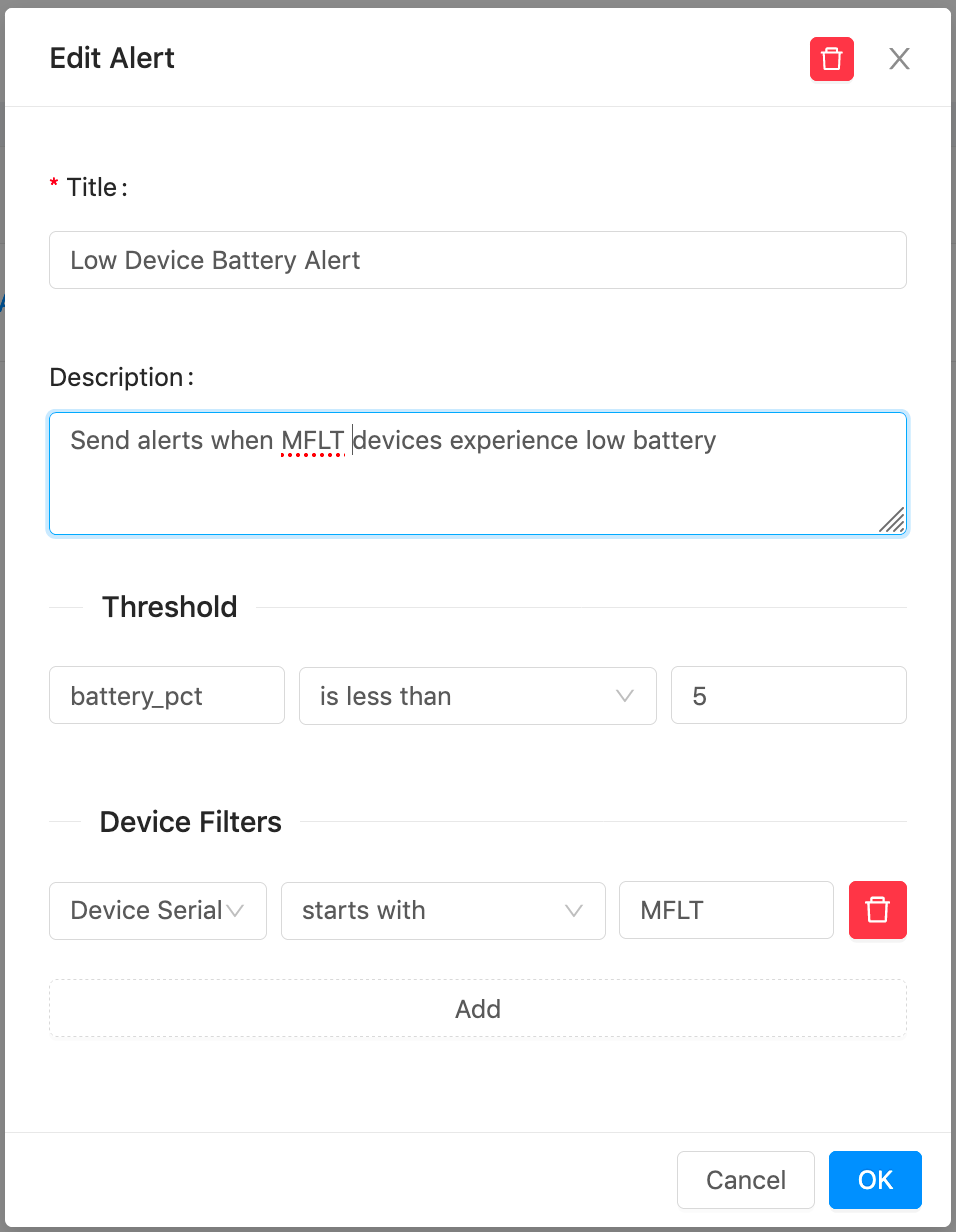 Edit Alert
* Title:
Low Device Battery Alert
Description:
Send alerts when MFLT devices experience low battery
Threshold
battery_pct is less than 5
Device Filters
Device Serial starts with MFLT
Add
Cancel OK